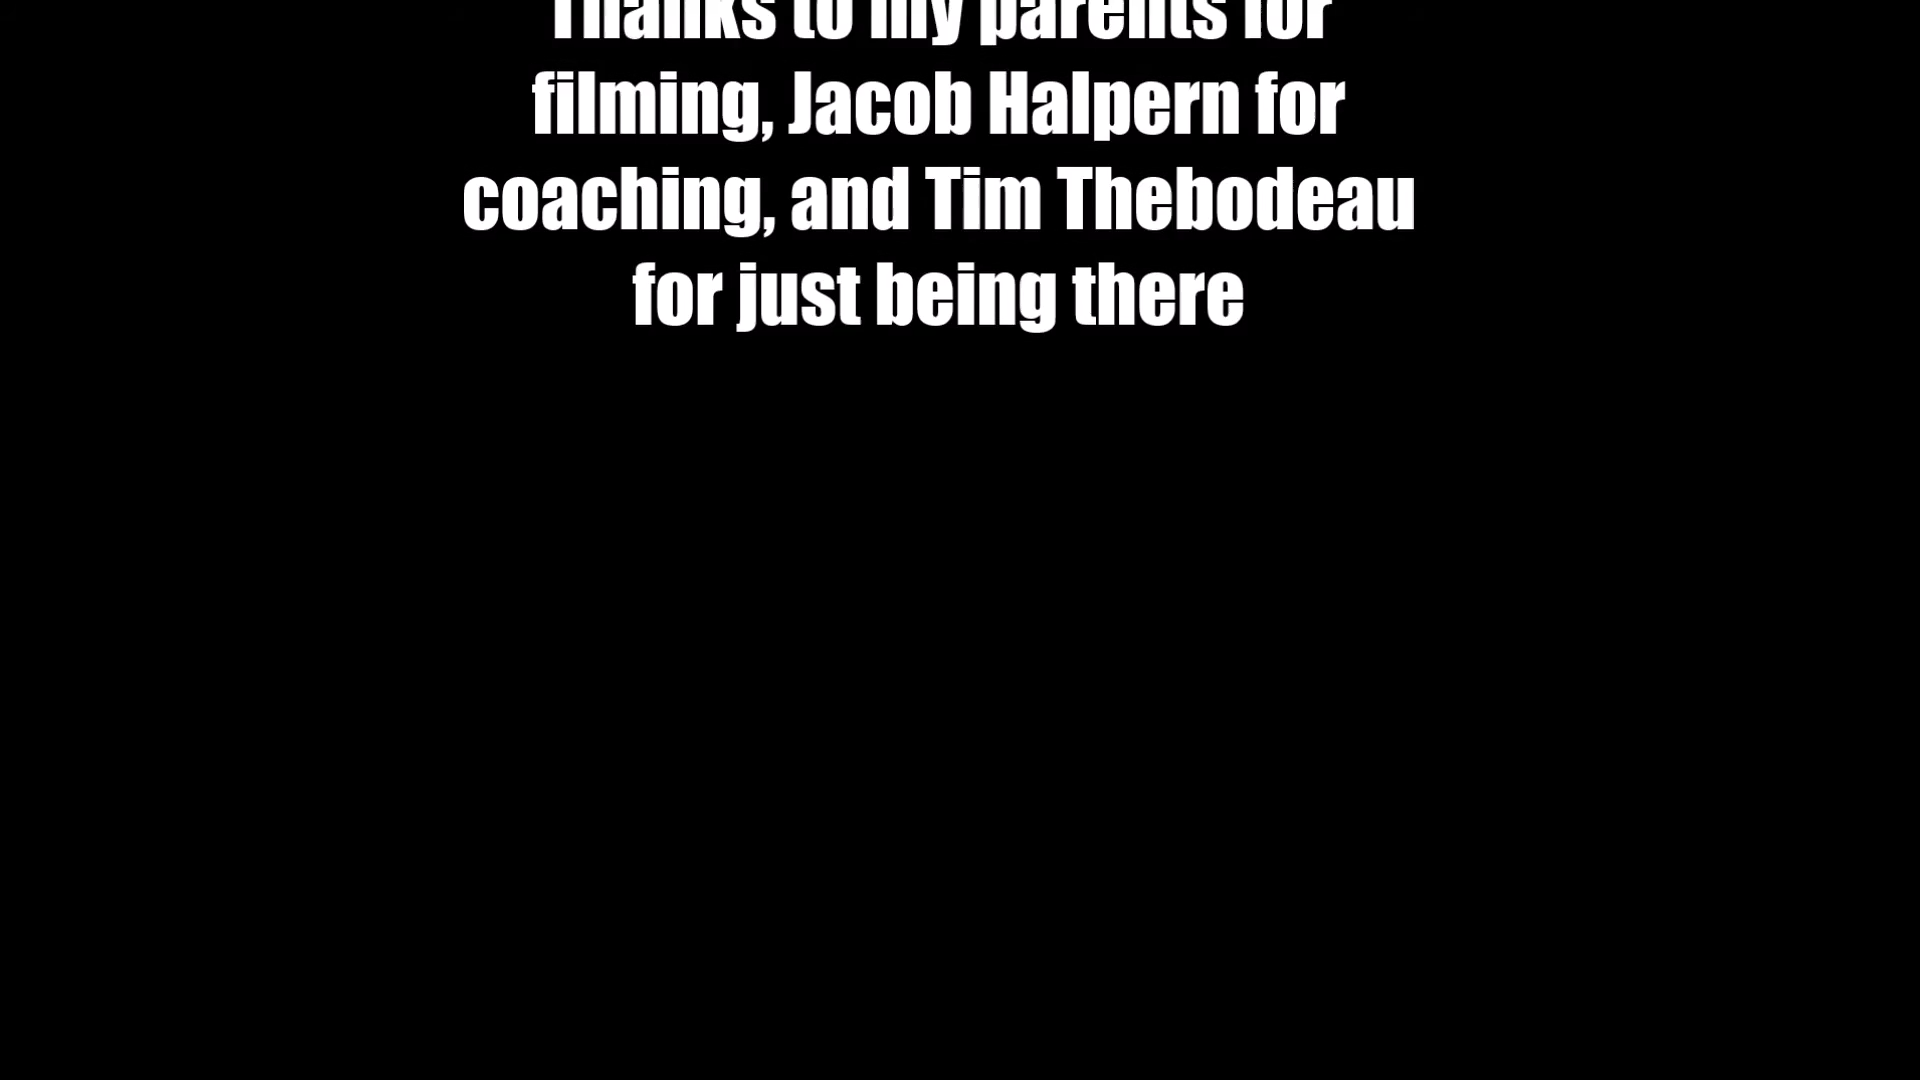 Thanks to my parents for
filming, Jacob Halpern for
coaching, and Tim Thebodeau
for just being there